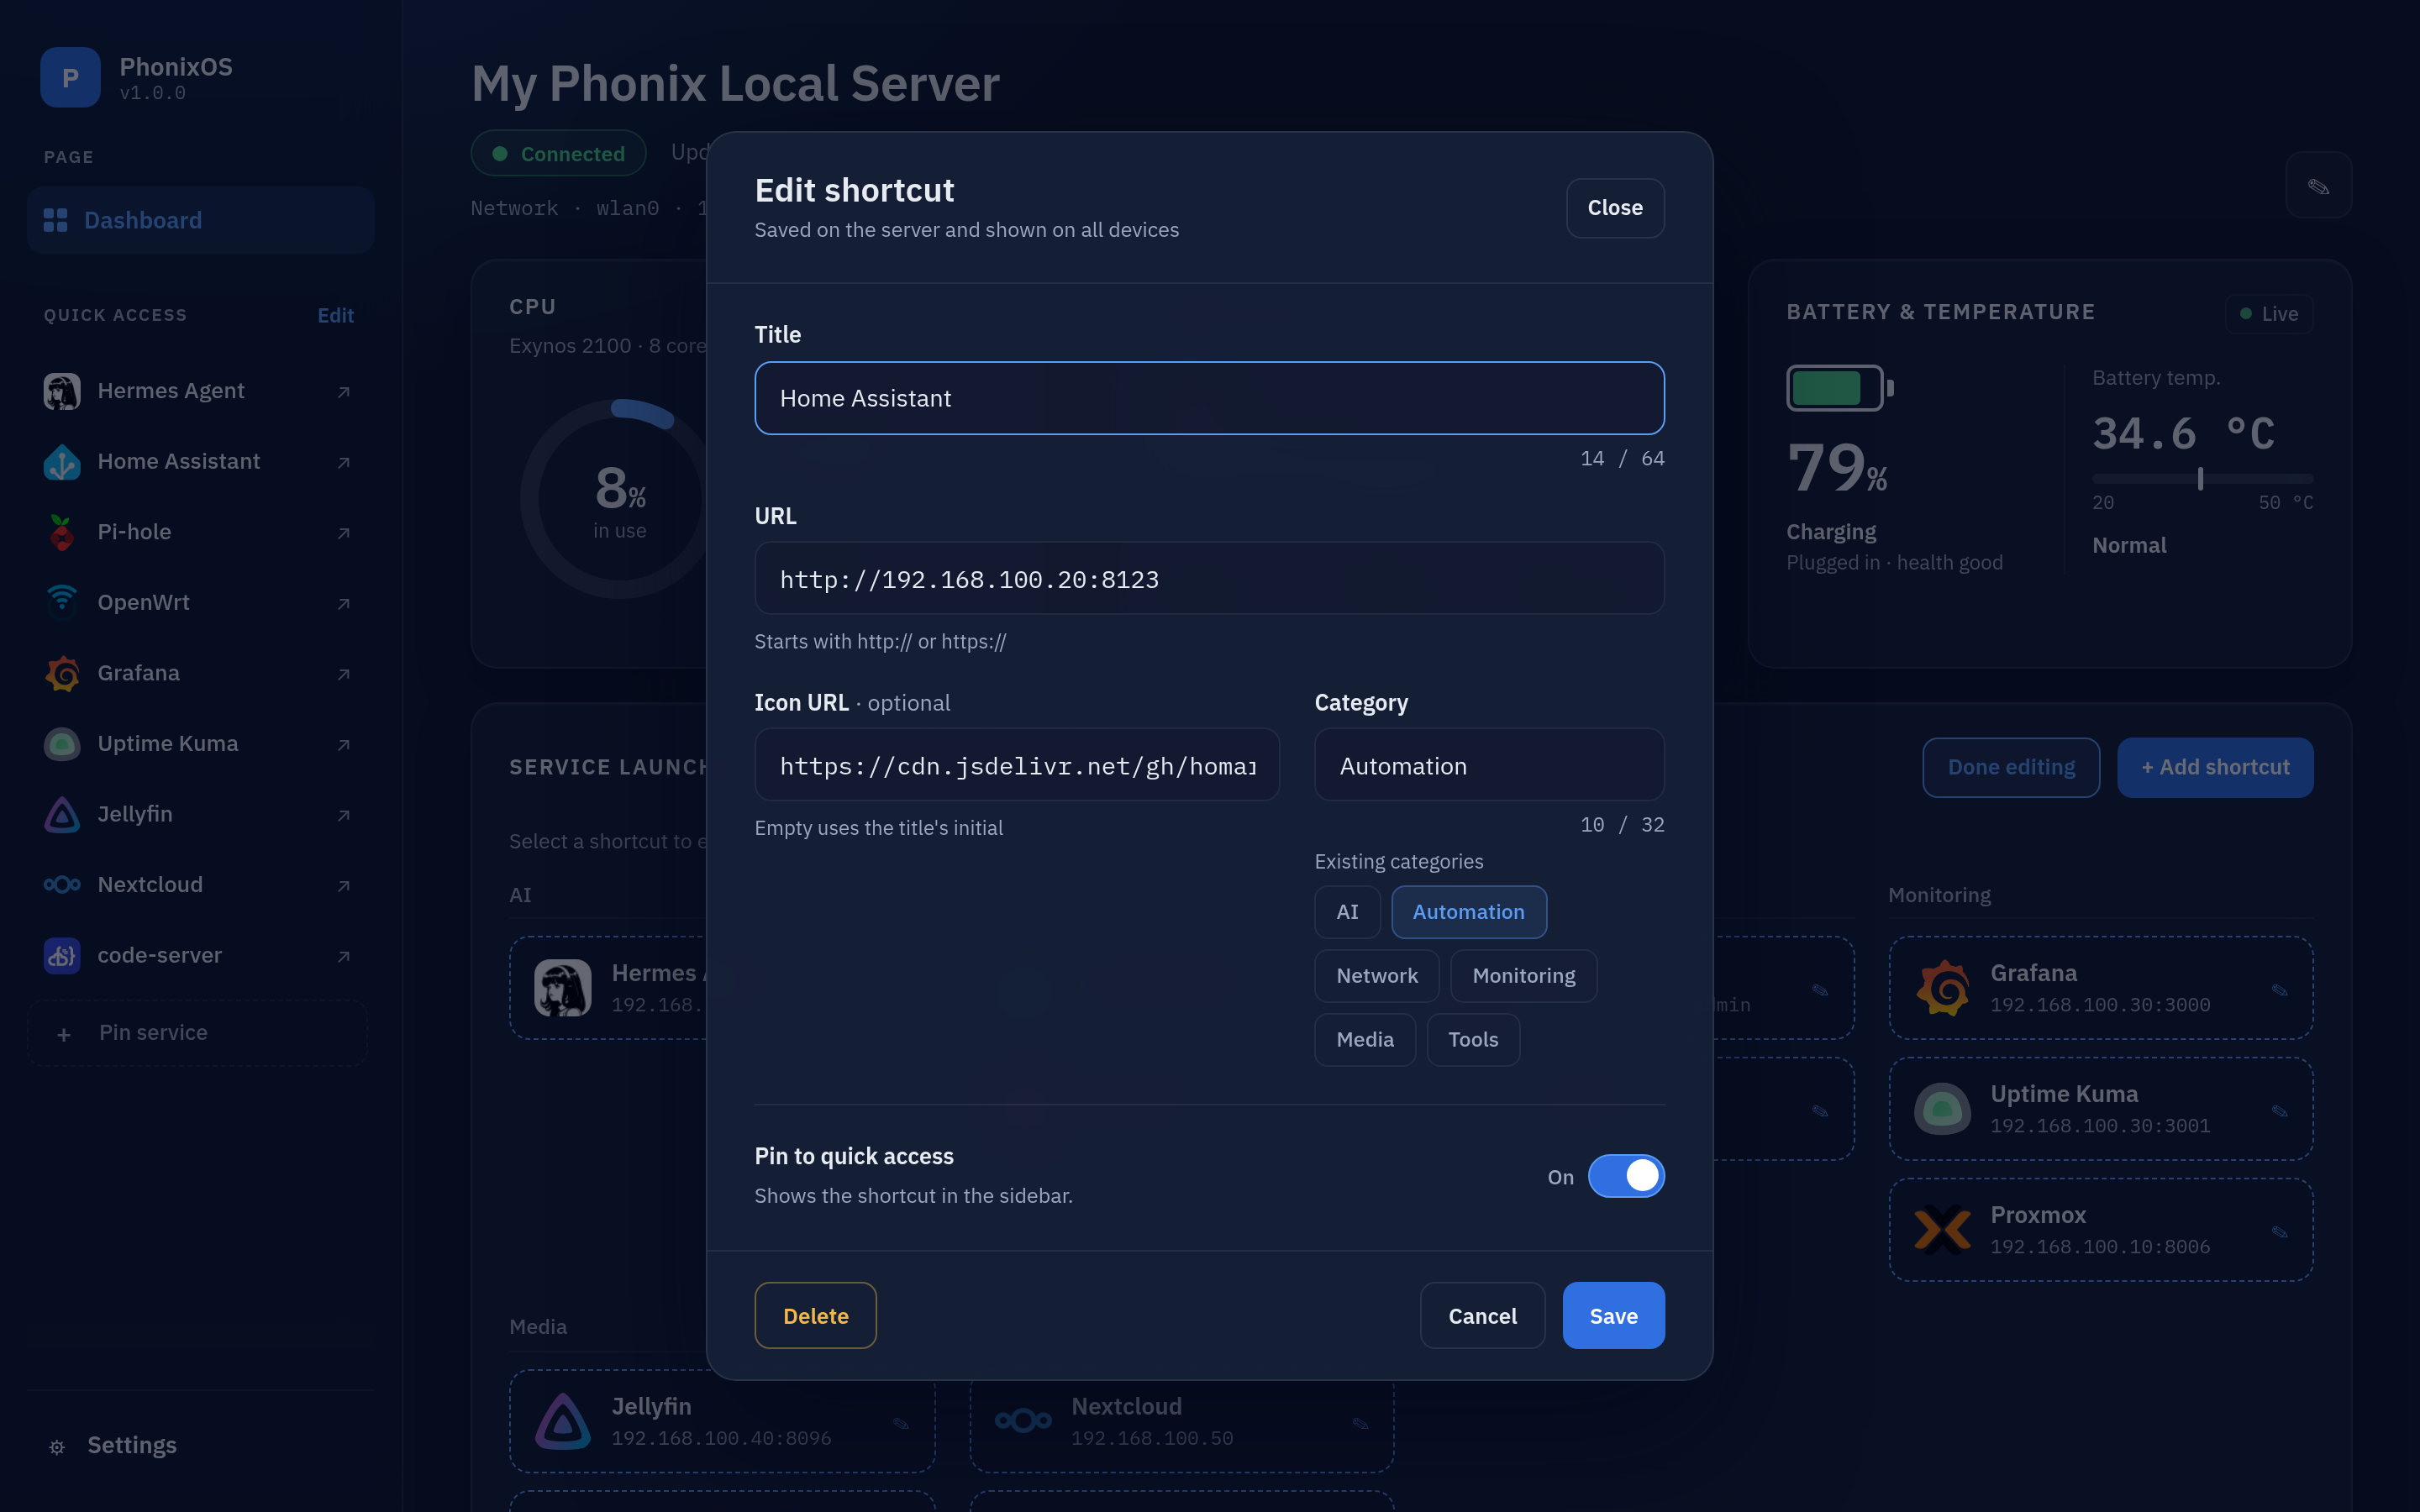 P
PhonixOS
v1.0.0
PAGE
Dashboard
QUICK ACCESS
Edit
Hermes Agent
Home Assistant
Pi-hole
OpenWrt
Grafana
Uptime Kuma
Jellyfin
Nextcloud
code-server
+ Pin service
Settings
My Phonix Local Server
Connected
Network · wlan0 ·
CPU
Exynos 2100 · 8
8%
in use
BATTERY & TEMPERATURE
Live
79%
Charging
Plugged in · health good
Battery temp.
34.6 °C
20
50 °C
Normal
SERVICE
Done editing
+ Add shortcut
Select a shortcut to
AI
Hermes
192.168.
Monitoring
Grafana
192.168.100.30:3000
Uptime Kuma
192.168.100.30:3001
Proxmox
192.168.100.10:8006
Media
Jellyfin
192.168.100.40:8096
Nextcloud
192.168.100.50
Edit shortcut
Saved on the server and shown on all devices
Close
Title
Home Assistant
14 / 64
URL
http://192.168.100.20:8123
Starts with http:// or https://
Icon URL · optional
https://cdn.jsdelivr.net/gh/homar
Empty uses the title's initial
Category
Automation
10 / 32
Existing categories
AI
Automation
Network
Monitoring
Media
Tools
Pin to quick access
Shows the shortcut in the sidebar.
On
Delete
Cancel
Save